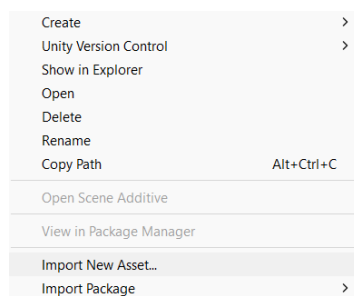 Create
Unity Version Control
Show in Explorer
Open
Delete
Rename
Copy Path Alt+Ctrl+C
Open Scene Additive
View in Package Manager
Import New Asset...
Import Package